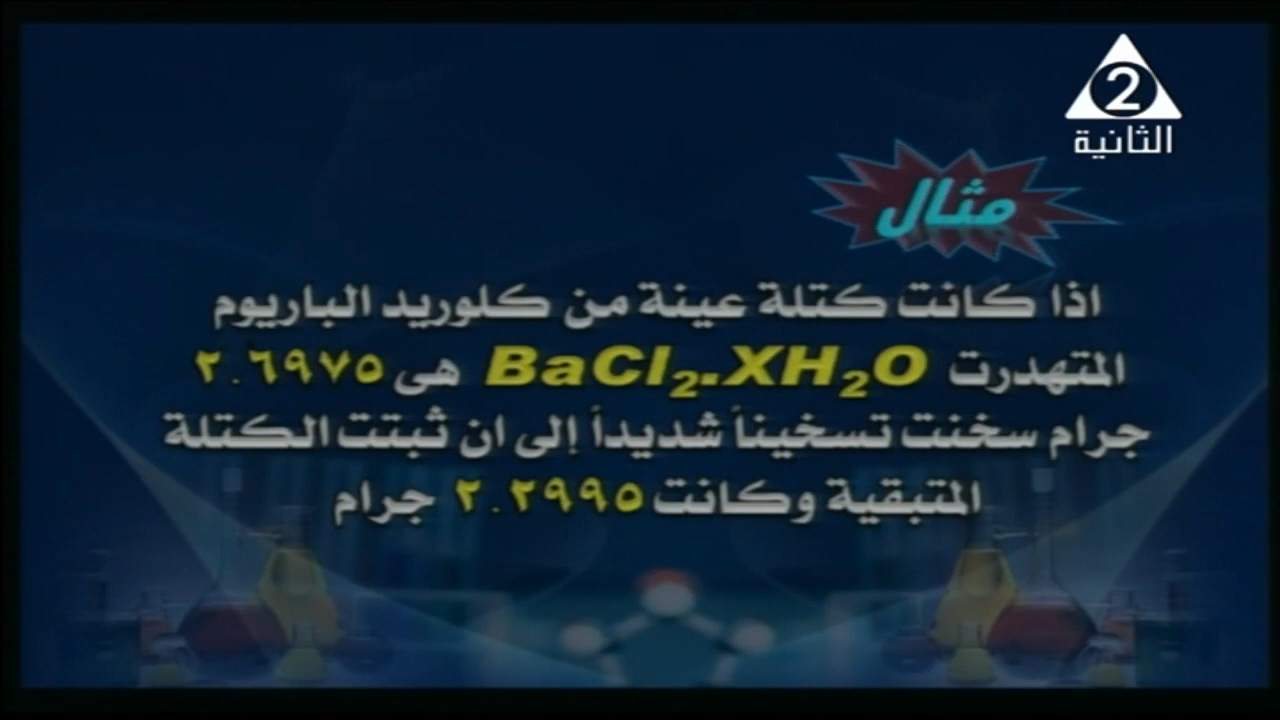 2
الثانية
مثال
اذا كانت كتلة عينة من كلوريد الباريوم
المتهدرت BaCl₂.XH₂O هى ٢.٦٩٧٥
جرام سخنت تسخيناً شديداً إلى ان ثبتت الكتلة
المتبقية وكانت ٢.٢٩٩٥ جرام